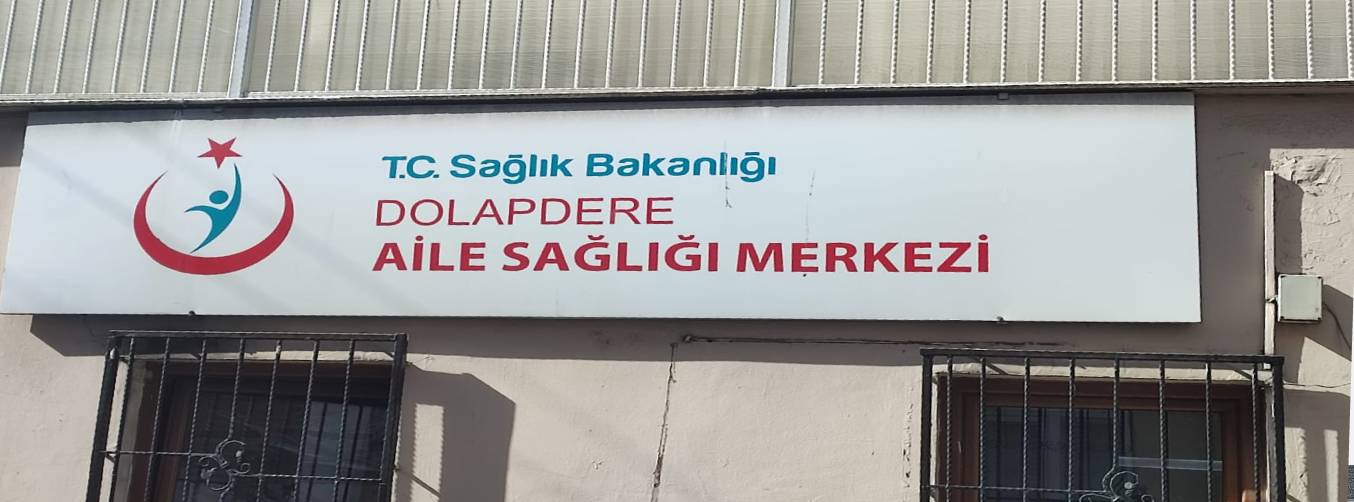 T.C. Sağlık Bakanlığı
DOLAPDERE
AİLE SAĞLIĞI MERKEZİ